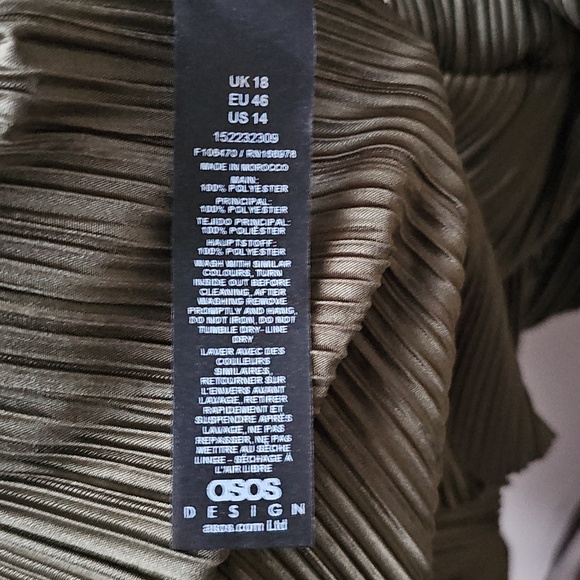 UK 18
EU 46
US 14
152232309
F105470 / RN158978
MADE IN MOROCCO
MAIN:
100% POLYESTER
PRINCIPAL:
100% POLYESTER
TEJIDO PRINCIPAL:
100% POLIÉSTER
HAUPTSTOFF:
100% POLYESTER
WASH WITH SIMILAR
COLOURS, TURN
INSIDE OUT BEFORE
CLEANING, AFTER
WASHING REMOVE
PROMPTLY AND HANG,
DO NOT IRON, DO NOT
TUMBLE DRY- LINE
DRY
LAVER AVEC DES
COULEURS
SIMILAIRES,
RETOURNER SUR
L'ENVERS AVANT
LAVAGE, RETIRER
RAPIDEMENT ET
SUSPENDRE APRÈS
LAVAGE, NE PAS
REPASSER, NE PAS
METTRE AU SÈCHE
LINGE - SÉCHAGE À
L'AIR LIBRE
asos
DESIGN
asos.com Ltd